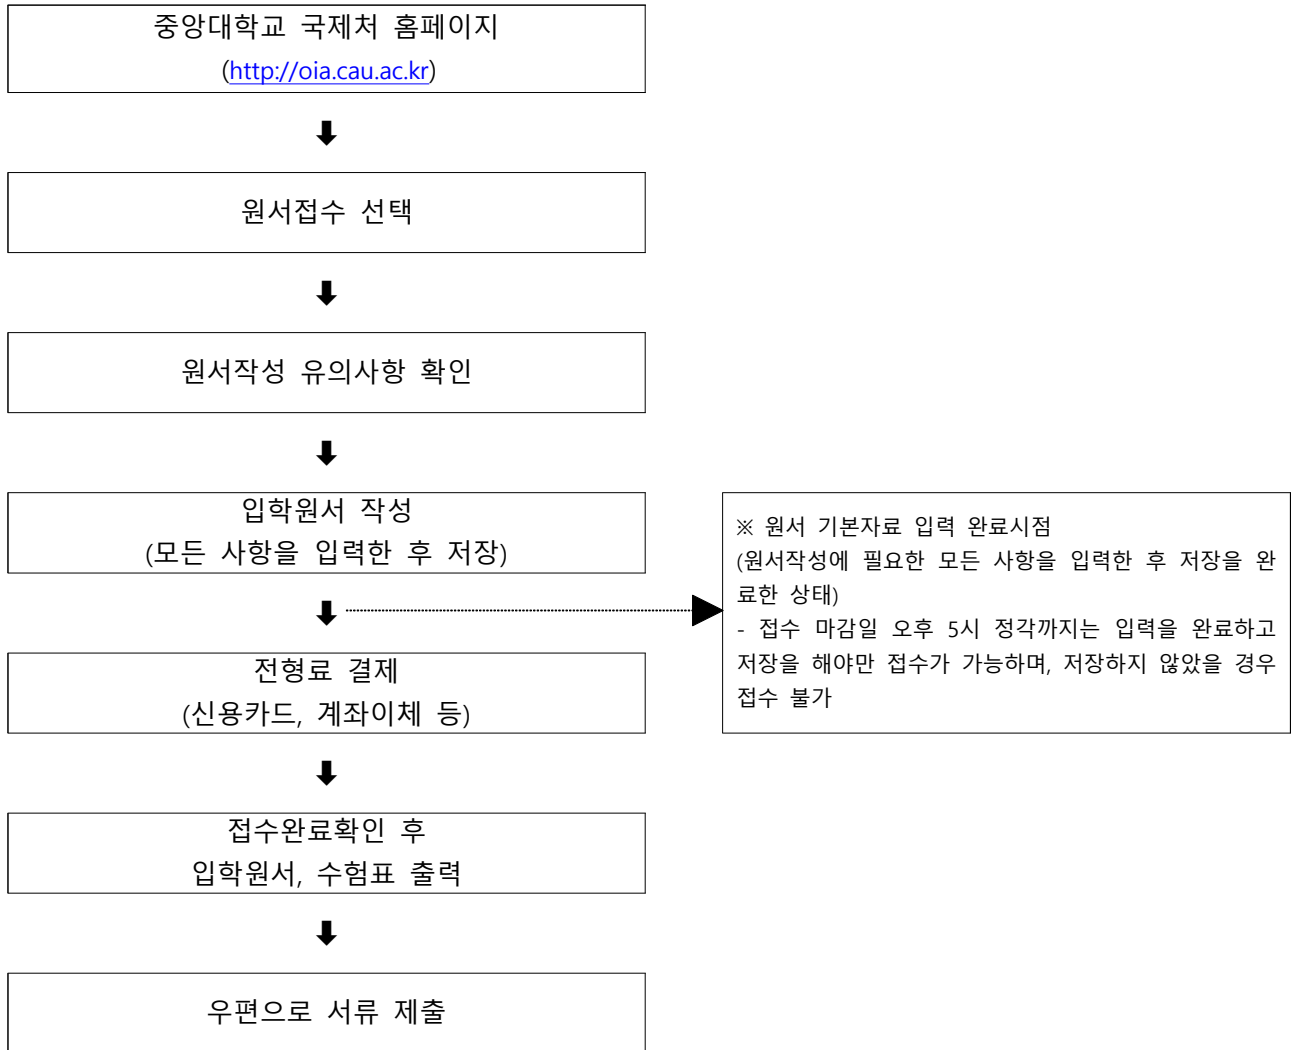 중앙대학교 국제처 홈페이지
(http://oia.cau.ac.kr)
원서접수 선택
원서작성 유의사항 확인
입학원서 작성
(모든 사항을 입력한 후 저장)
※ 원서 기본자료 입력 완료시점
(원서작성에 필요한 모든 사항을 입력한 후 저장을 완
료한 상태)
- 접수 마감일 오후 5시 정각까지는 입력을 완료하고
저장을 해야만 접수가 가능하며, 저장하지 않았을 경우
접수 불가
전형료 결제
(신용카드, 계좌이체 등)
접수완료확인 후
입학원서, 수험표 출력
우편으로 서류 제출